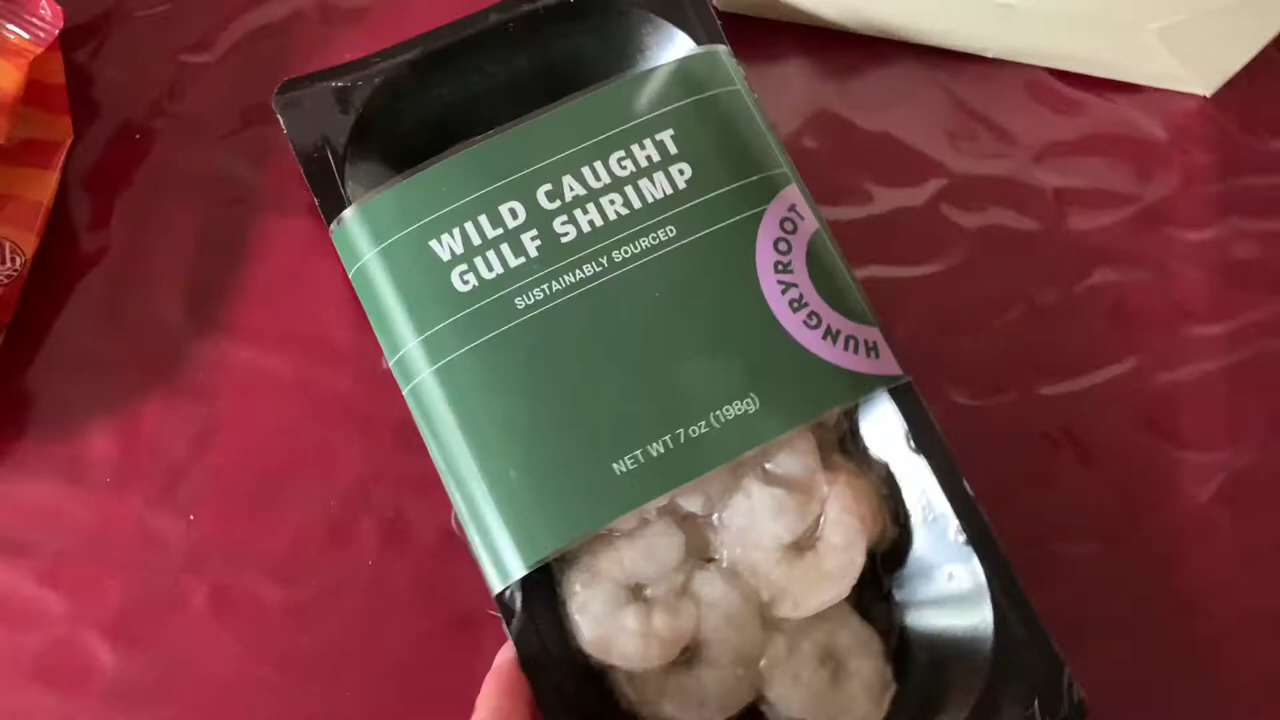 WILD CAUGHT
GULF SHRIMP
SUSTAINABLY SOURCED
HUNGRYROOT
NET WT 7 oz (198g)